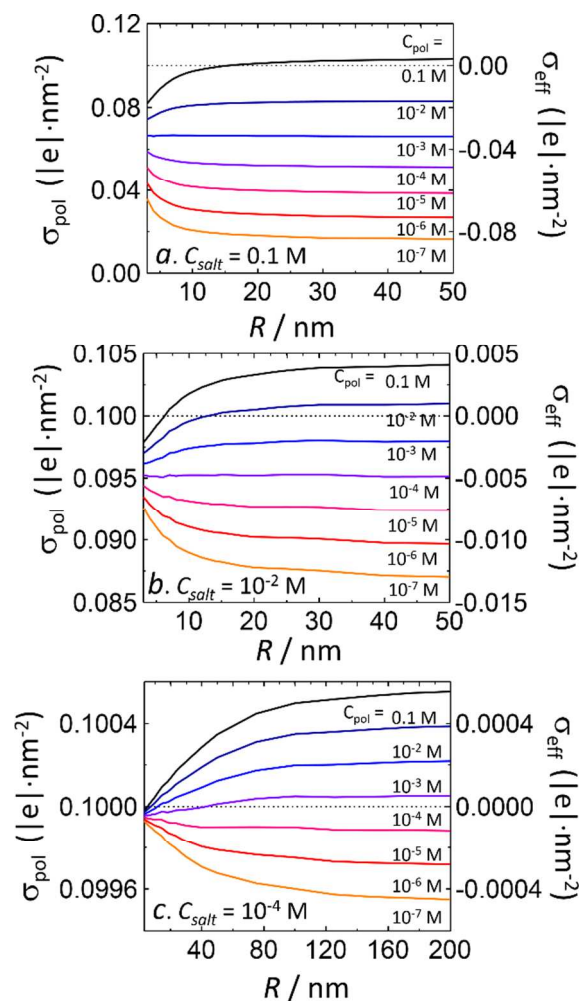 0.12
0.10
0.08
0.04
0.00
σpol (|e|·nm⁻²)
Cpol =
0.1 M
10⁻² M
10⁻³ M
10⁻⁴ M
10⁻⁵ M
10⁻⁶ M
10⁻⁷ M
0.00
-0.04
-0.08
σeff (|e|·nm⁻²)
a. Csalt = 0.1 M
10 20 30 40 50
R / nm
0.105
0.100
0.095
0.090
0.085
σpol (|e|·nm⁻²)
Cpol = 0.1 M
10⁻² M
10⁻³ M
10⁻⁴ M
10⁻⁵ M
10⁻⁶ M
10⁻⁷ M
0.005
0.000
-0.005
-0.010
-0.015
σeff (|e|·nm⁻²)
b. Csalt = 10⁻² M
10 20 30 40 50
R / nm
0.1004
0.1000
0.0996
σpol (|e|·nm⁻²)
Cpol =
0.1 M
10⁻² M
10⁻³ M
10⁻⁴ M
10⁻⁵ M
10⁻⁶ M
10⁻⁷ M
0.0004
0.0000
-0.0004
σeff (|e|·nm⁻²)
c. Csalt = 10⁻⁴ M
40 80 120 160 200
R / nm